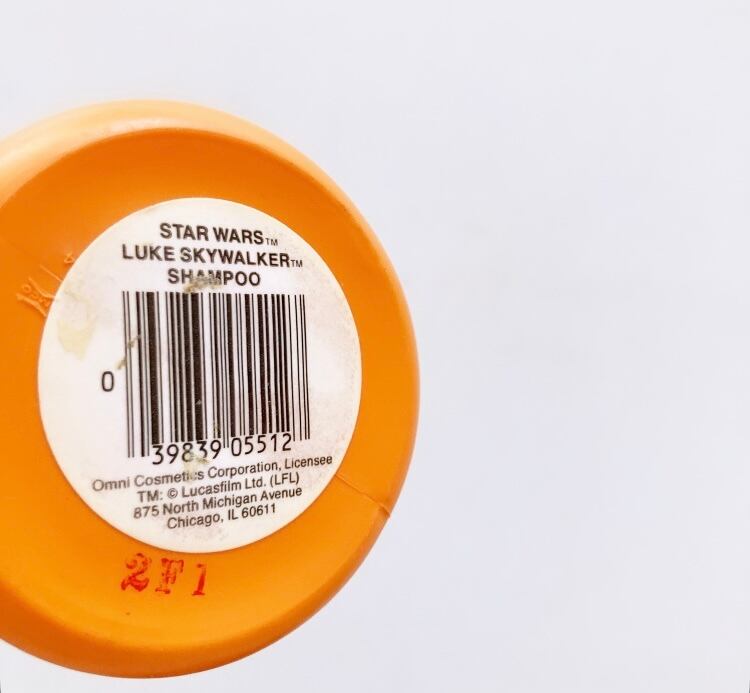 STAR WARS™
LUKE SKYWALKER™
SHAMPOO
0 39839 05512
Omni Cosmetics Corporation, Licensee
TM: © Lucasfilm Ltd. (LFL)
875 North Michigan Avenue
Chicago, IL 60611
2F1